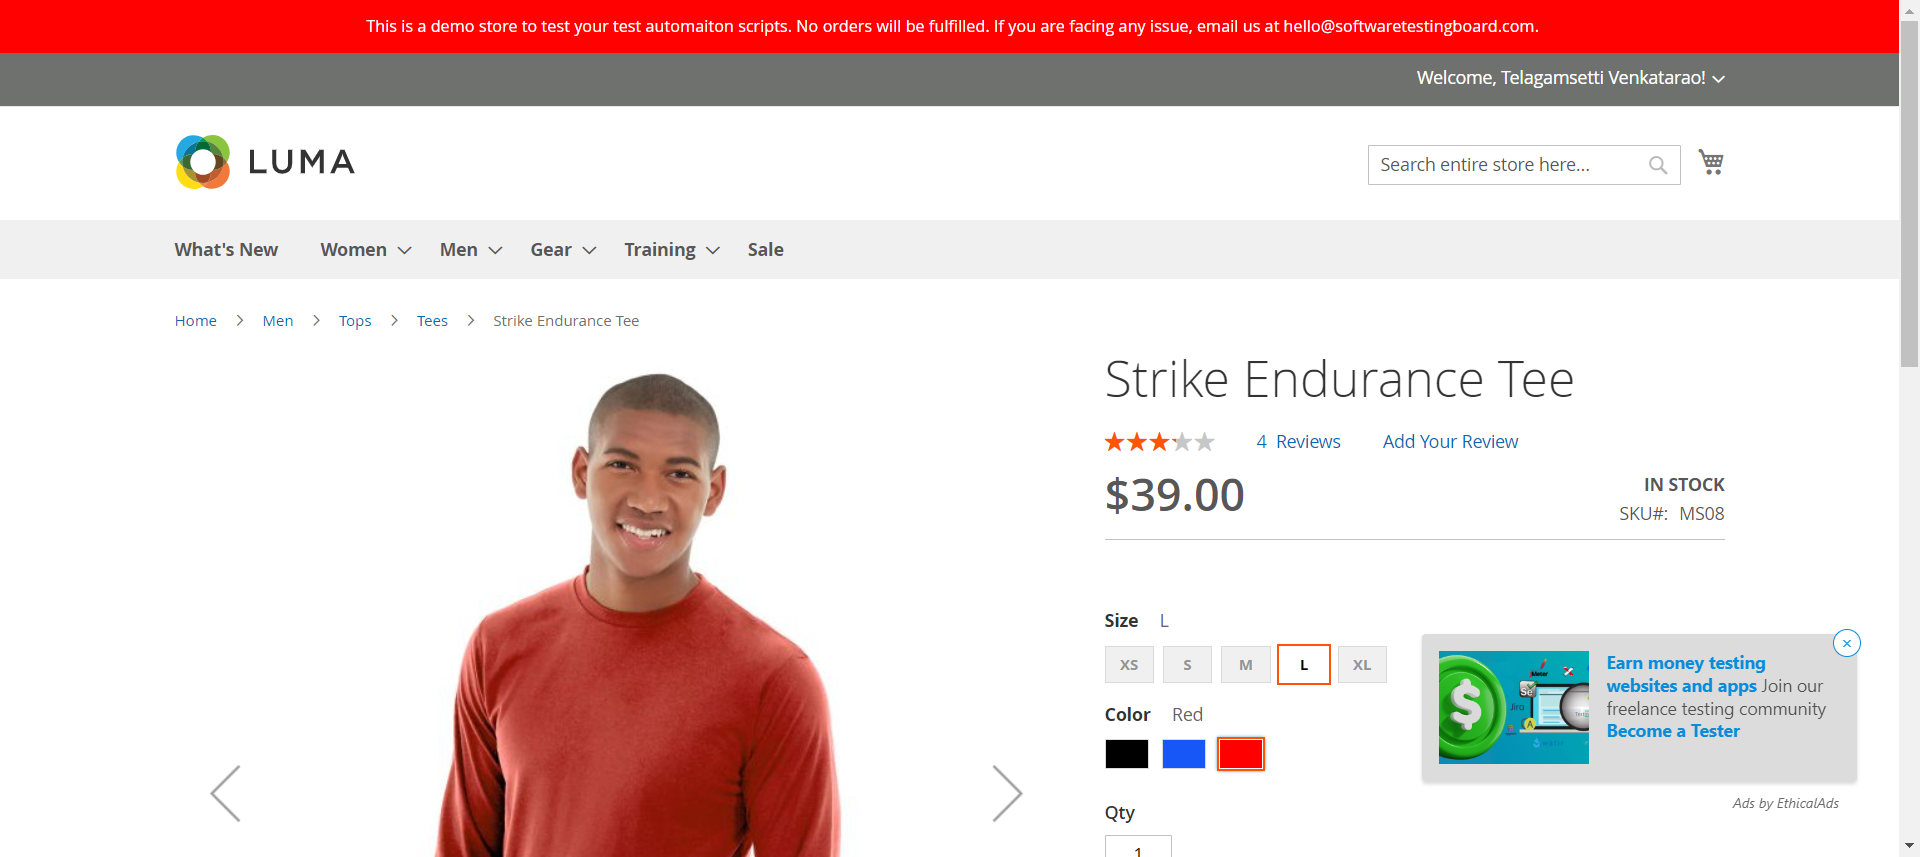 This is a demo store to test your test automaiton scripts. No orders will be fulfilled. If you are facing any issue, email us at hello@softwaretestingboard.com.
Welcome, Telagamsetti Venkatarao!
LUMA
Search entire store here...
What's New Women Men Gear Training Sale
Home Men Tops Tees Strike Endurance Tee
Strike Endurance Tee
4 Reviews Add Your Review
$39.00
IN STOCK
SKU#: MS08
Size L
XS S M L XL
Color Red
Qty
1
Earn money testing
websites and apps Join our
freelance testing community
Become a Tester
Ads by EthicalAds